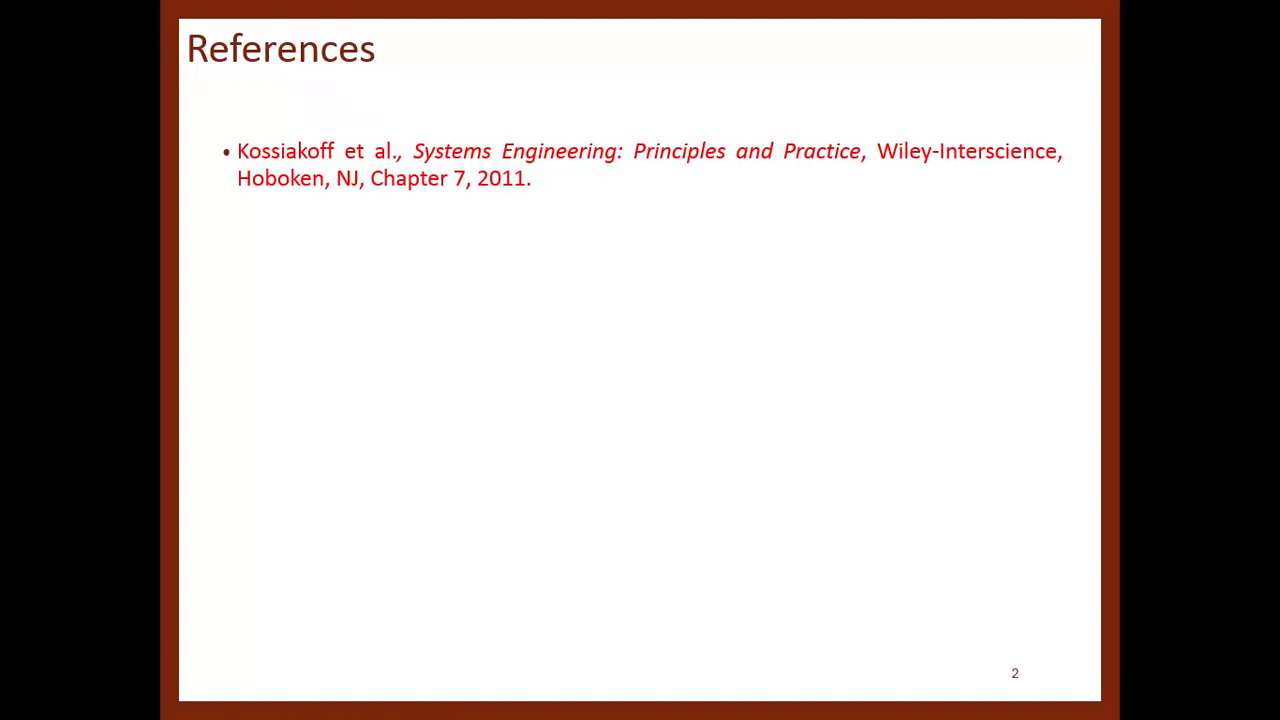 References
• Kossiakoff et al., Systems Engineering: Principles and Practice, Wiley-Interscience,
Hoboken, NJ, Chapter 7, 2011.
2